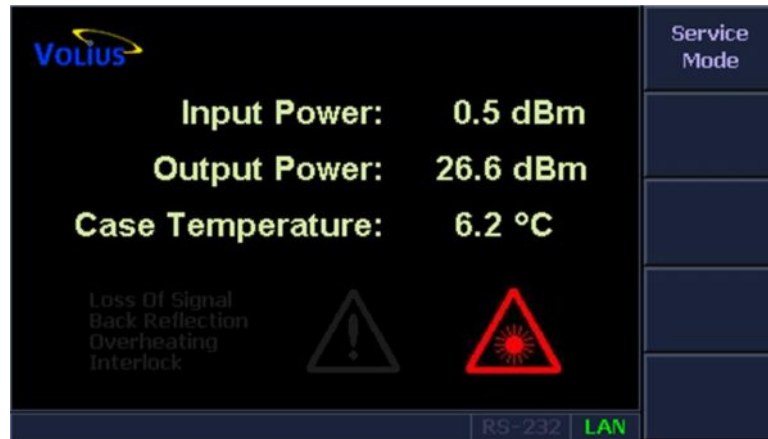 Volius
Service
Mode
Input Power: 0.5 dBm
Output Power: 26.6 dBm
Case Temperature: 6.2 °C
Loss Of Signal
Back Reflection
Overheating
Interlock
RS-232 LAN